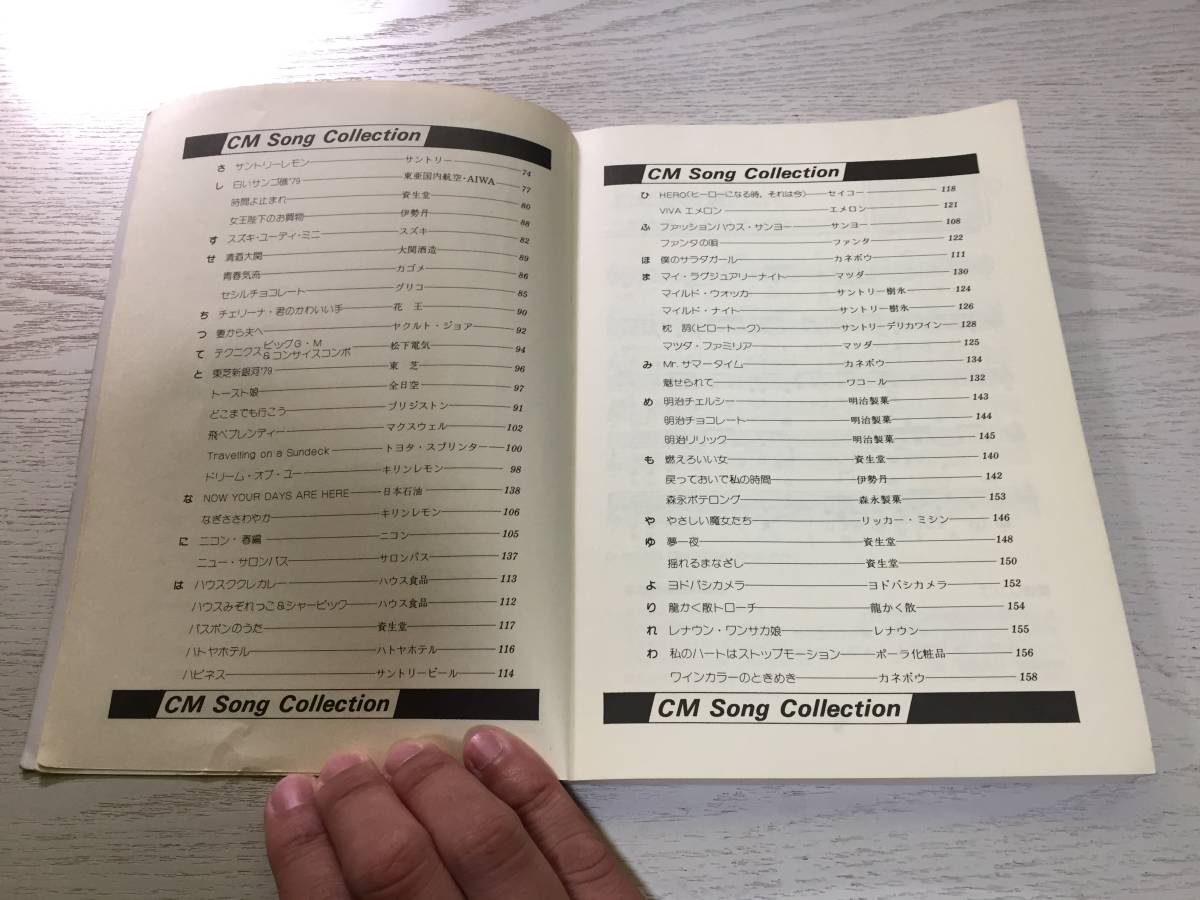 CM Song Collection
さ サントリーレモン サントリー 74
し 白いサンゴ礁'79 東亜国内航空・AIWA 77
時間よ止まれ 資生堂 80
女王陛下のお買物 伊勢丹 88
す スズキ・ユーディ・ミニ スズキ 82
せ 清酒大関 大関酒造 89
青春気流 カゴメ 86
セシルチョコレート グリコ 85
ち チェリーナ・君のかわいい手 花王 90
つ 妻から夫へ ヤクルト・ジョア 92
て テクニクス ビッグG・M & コンサイスコンポ 松下電気 94
と 東芝新銀河'79 東芝 96
トースト娘 全日空 97
どこまでも行こう ブリジストン 91
飛べブレンディー マクスウェル 102
Travelling on a Sundeck トヨタ・スプリンター 100
ドリーム・オブ・ユー キリンレモン 98
な NOW YOUR DAYS ARE HERE 日本石油 138
なぎささわやか キリンレモン 106
に ニコン・春編 ニコン 105
ニュー・サロンパス サロンパス 137
は ハウスククレカレー ハウス食品 113
ハウスみぞれっこ&シャービック ハウス食品 112
バスボンのうた 資生堂 117
ハトヤホテル ハトヤホテル 116
ハピネス サントリービール 114
CM Song Collection
CM Song Collection
ひ HERO(ヒーローになる時、それは今) セイコー 118
VIVA エメロン エメロン 121
ふ ファッションハウス・サンヨー サンヨー 108
ファンタの唄 ファンタ 122
ほ 僕のサラダガール カネボウ 111
ま マイ・ラグジュアリーナイト マツダ 130
マイルド・ウォッカ サントリー樹氷 124
マイルド・ナイト サントリー樹氷 126
枕詞(ピロートーク) サントリーデリカワイン 128
マツダ・ファミリア マツダ 125
み Mr. サマータイム カネボウ 134
魅せられて ワコール 132
め 明治チェルシー 明治製菓 143
明治チョコレート 明治製菓 144
明治リリック 明治製菓 145
も 燃えろいい女 資生堂 140
戻っておいで私の時間 伊勢丹 142
森永ポテロング 森永製菓 153
や やさしい魔女たち リッカー・ミシン 146
ゆ 夢一夜 資生堂 148
揺れるまなざし 資生堂 150
よ ヨドバシカメラ ヨドバシカメラ 152
り 龍かく散トローチ 龍かく散 154
れ レナウン・ワンサカ娘 レナウン 155
わ 私のハートはストップモーション ポーラ化粧品 156
ワインカラーのときめき カネボウ 158
CM Song Collection